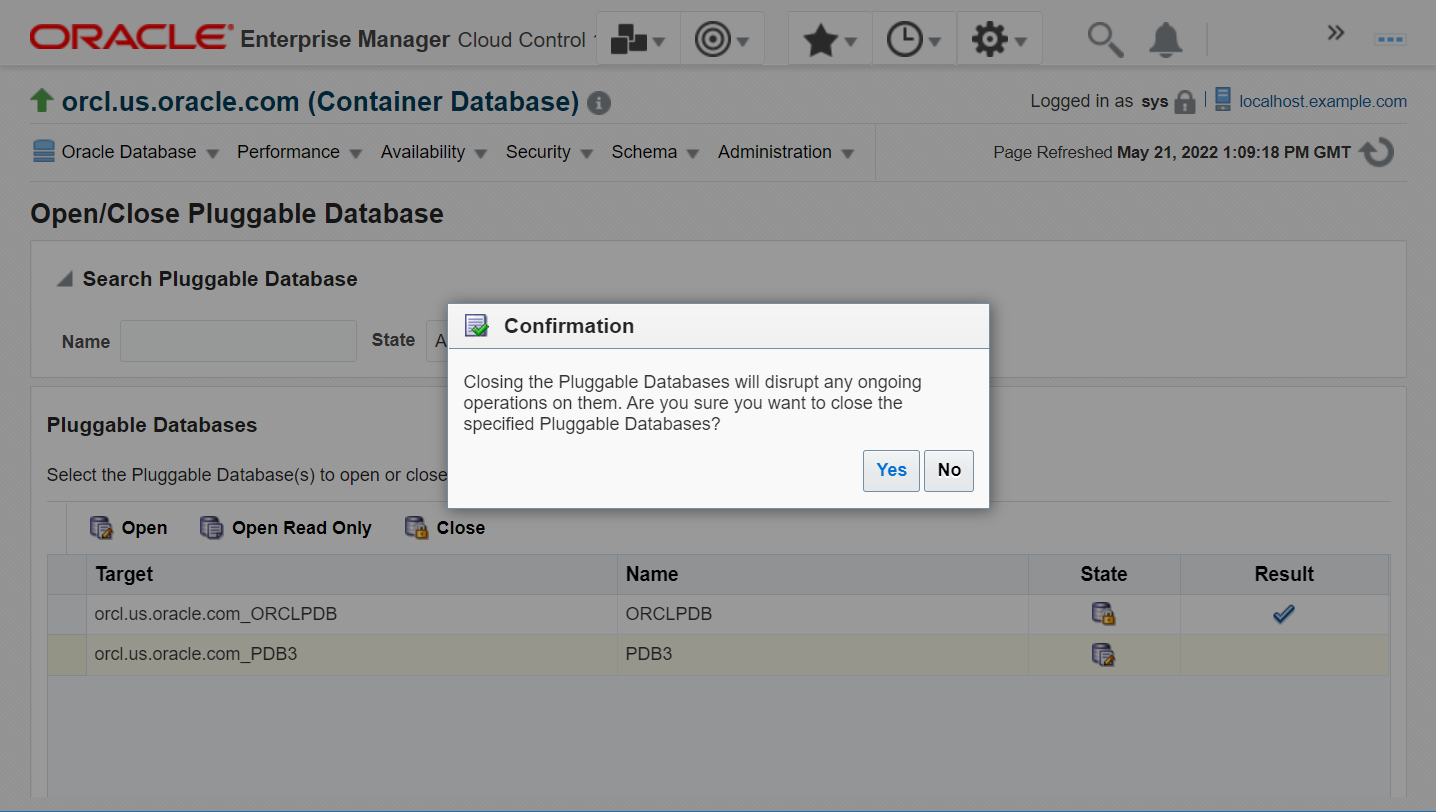 ORACLE Enterprise Manager Cloud Control
orcl.us.oracle.com (Container Database)
Logged in as sys
localhost.example.com
Oracle Database Performance Availability Security Schema Administration
Page Refreshed May 21, 2022 1:09:18 PM GMT
Open/Close Pluggable Database
Search Pluggable Database
Name
State
A
Confirmation
Closing the Pluggable Databases will disrupt any ongoing
operations on them. Are you sure you want to close the
specified Pluggable Databases?
Yes No
Pluggable Databases
Select the Pluggable Database(s) to open or close
Open Open Read Only Close
Target Name State Result
orcl.us.oracle.com_ORCLPDB ORCLPDB
orcl.us.oracle.com_PDB3 PDB3